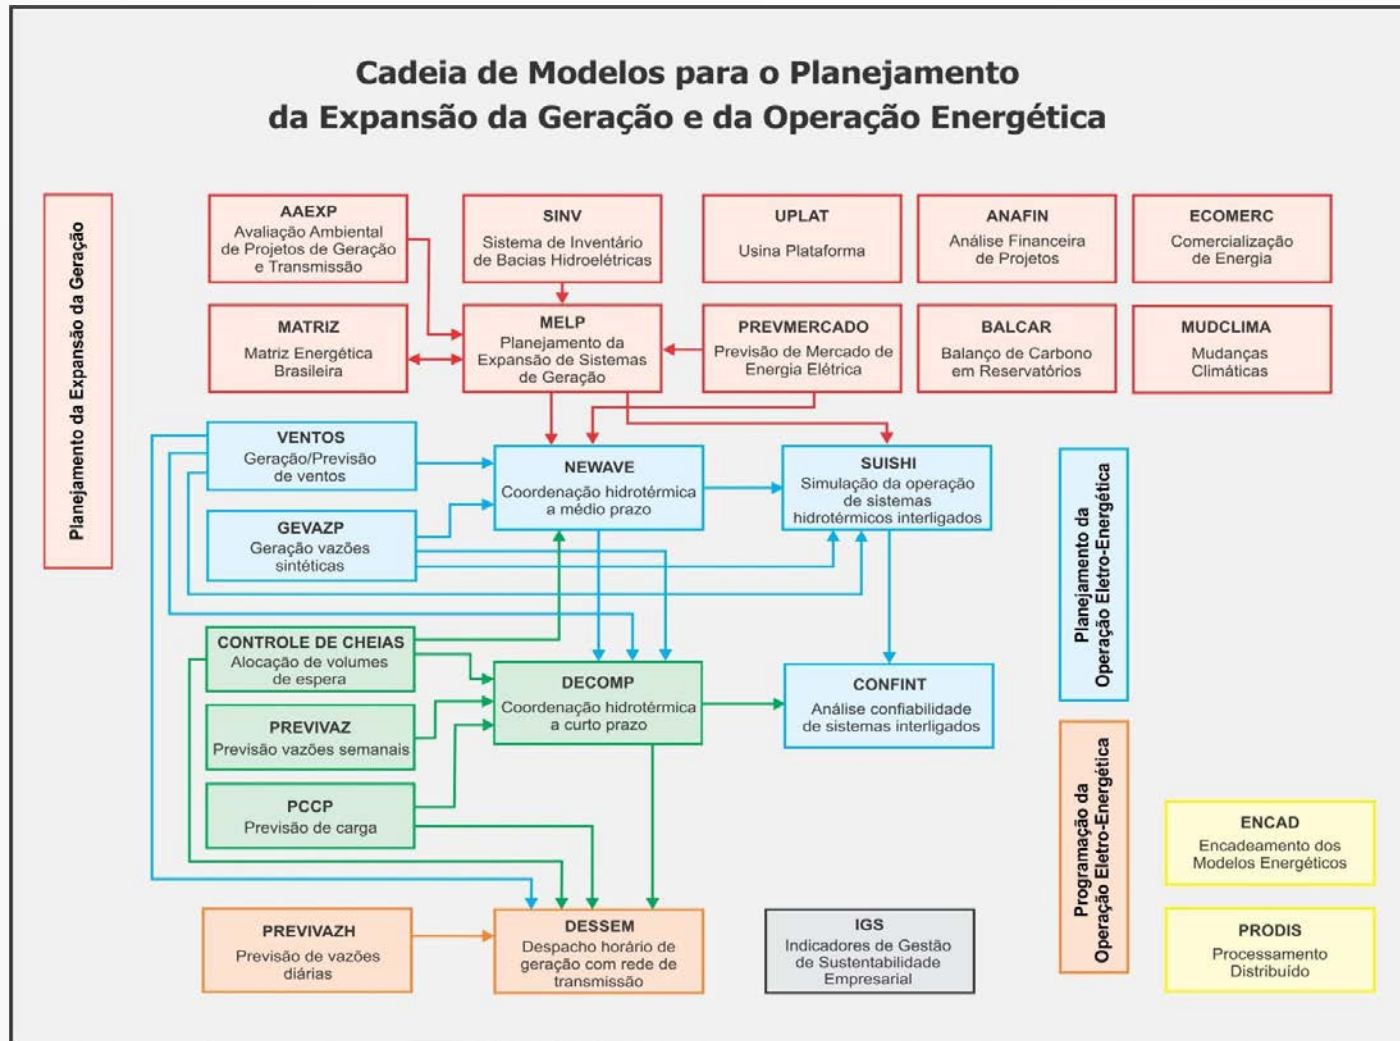 Cadeia de Modelos para o Planejamento
da Expansão da Geração e da Operação Energética
Planejamento da Expansão da Geração
AAEXP
Avaliação Ambiental
de Projetos de Geração
e Transmissão
SINV
Sistema de Inventário
de Bacias Hidroelétricas
UPLAT
Usina Plataforma
ANAFIN
Análise Financeira
de Projetos
ECOMERC
Comercialização
de Energia
MATRIZ
Matriz Energética
Brasileira
MELP
Planejamento da
Expansão de Sistemas
de Geração
PREVMERCADO
Previsão de Mercado de
Energia Elétrica
BALCAR
Balanço de Carbono
em Reservatórios
MUDCLIMA
Mudanças
Climáticas
VENTOS
Geração/Previsão
de ventos
NEWAVE
Coordenação hidrotérmica
a médio prazo
SUISHI
Simulação da operação
de sistemas
hidrotérmicos interligados
GEVAZP
Geração vazões
sintéticas
Planejamento da
Operação Eletro-Energética
CONTROLE DE CHEIAS
Alocação de volumes
de espera
DECOMP
Coordenação hidrotérmica
a curto prazo
CONFINT
Análise confiabilidade
de sistemas interligados
PREVIVAZ
Previsão vazões semanais
PCCP
Previsão de carga
Programação da
Operação Eletro-Energética
ENCAD
Encadeamento dos
Modelos Energéticos
PREVIVAZH
Previsão de vazões
diárias
DESSEM
Despacho horário de
geração com rede de
transmissão
IGS
Indicadores de Gestão
de Sustentabilidade
Empresarial
PRODIS
Processamento
Distribuído